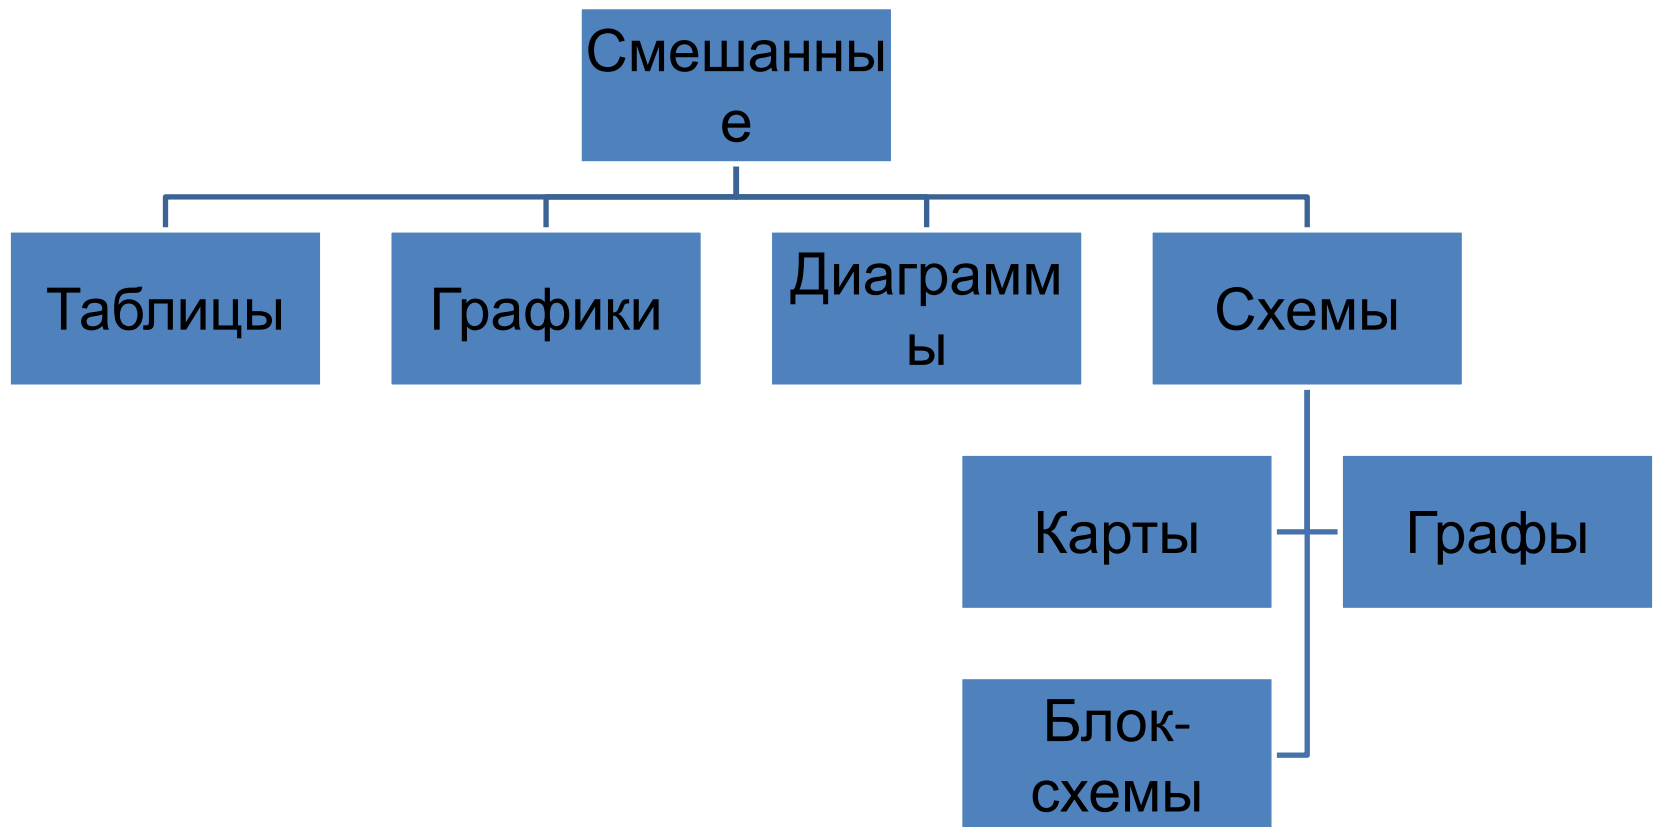 Смешанны
е
Таблицы
Графики
Диаграмм
ы
Схемы
Карты
Графы
Блок-
схемы